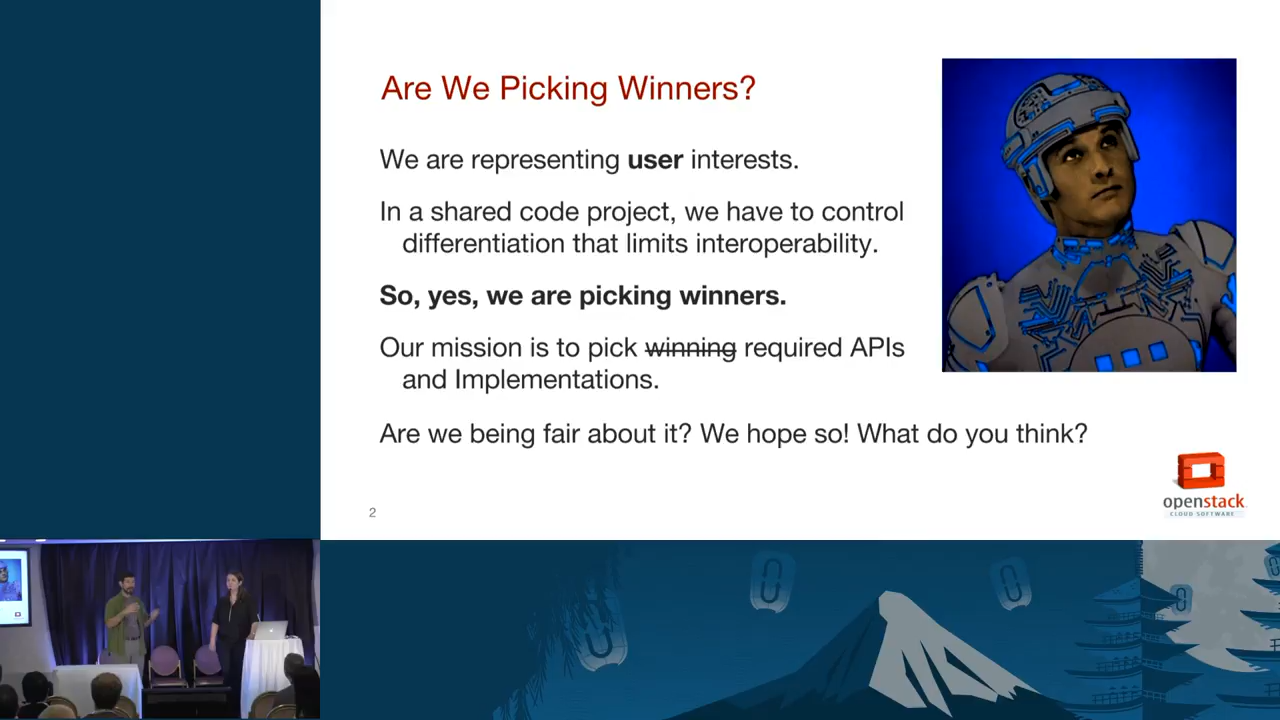 Are We Picking Winners?
We are representing user interests.
In a shared code project, we have to control
differentiation that limits interoperability.
So, yes, we are picking winners.
Our mission is to pick winning required APIs
and Implementations.
Are we being fair about it? We hope so! What do you think?
2
openstack
CLOUD SOFTWARE